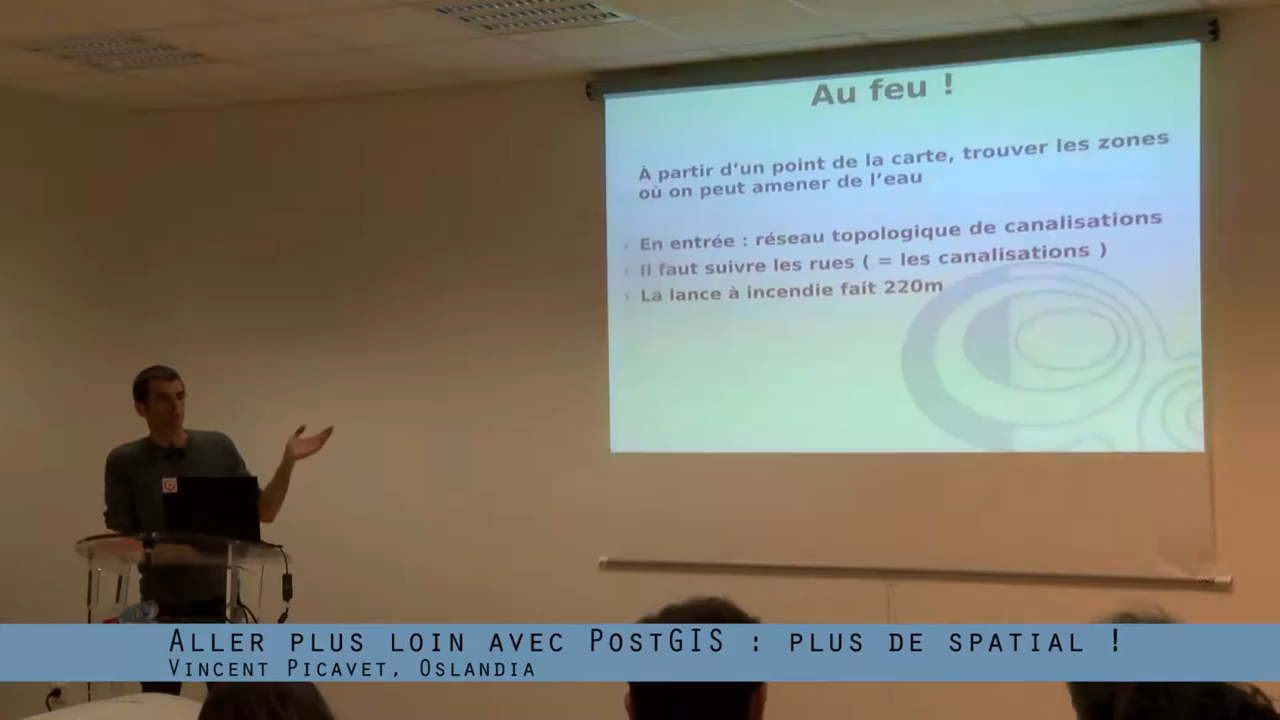 Au feu !
À partir d’un point de la carte, trouver les zones
où on peut amener de l’eau
› En entrée : réseau topologique de canalisations
› Il faut suivre les rues ( = les canalisations )
› La lance à incendie fait 220m
Aller plus loin avec PostGIS : plus de spatial !
Vincent Picavet, Oslandia